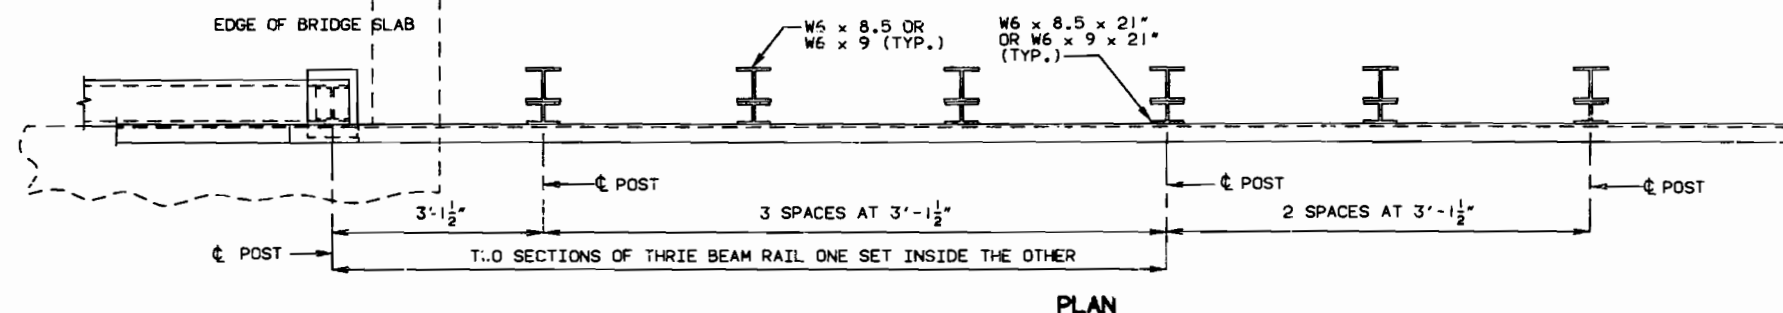 EDGE OF BRIDGE SLAB
W6 x 8.5 OR
W6 x 9 (TYP.)
W6 x 8.5 x 21"
OR W6 x 9 x 21"
(TYP.)
℄ POST
℄ POST
℄ POST
3'-1½"
3 SPACES AT 3'-1½"
2 SPACES AT 3'-1½"
℄ POST
TWO SECTIONS OF THRIE BEAM RAIL ONE SET INSIDE THE OTHER
PLAN